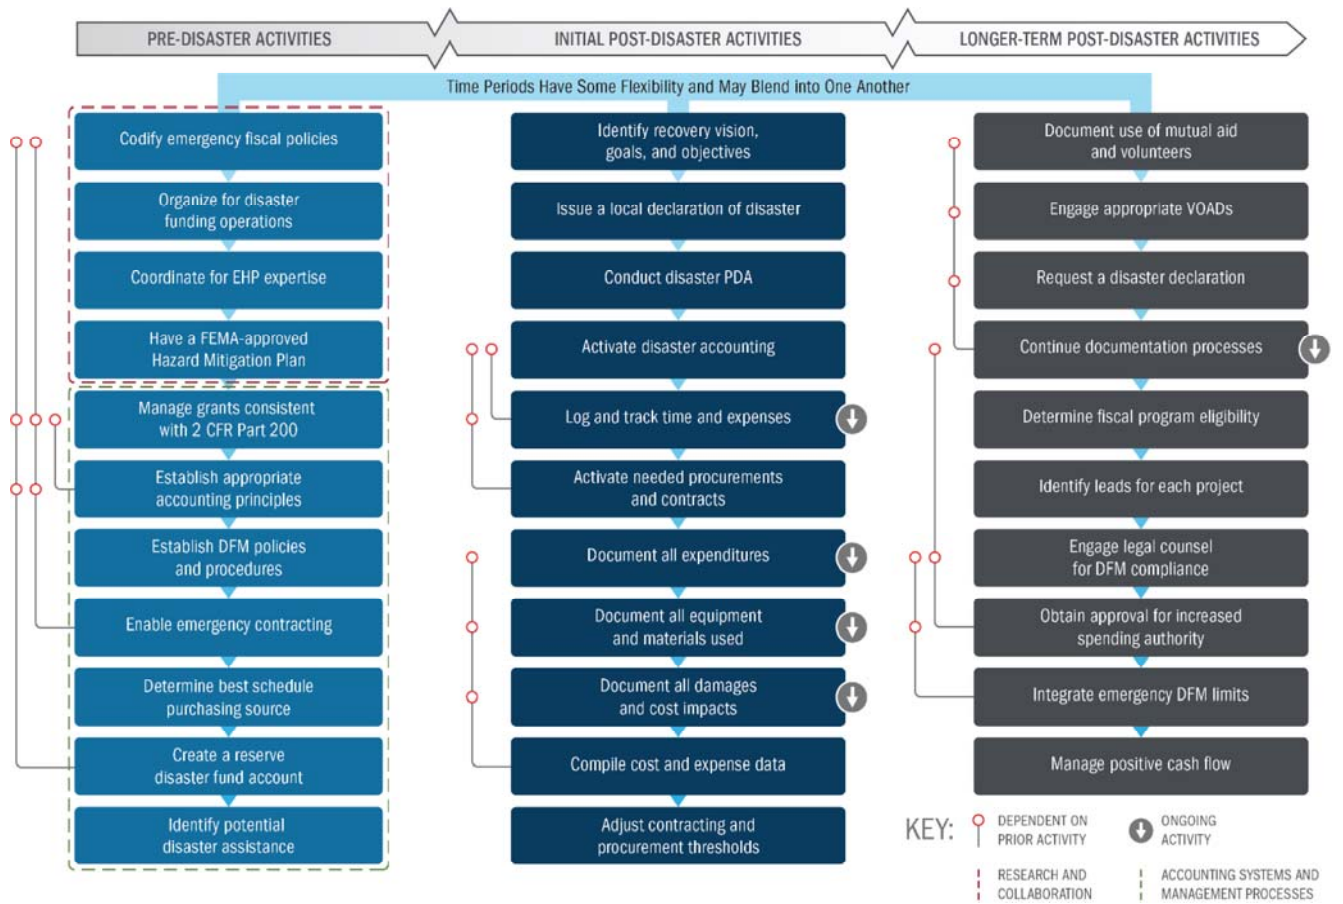 PRE-DISASTER ACTIVITIES
INITIAL POST-DISASTER ACTIVITIES
LONGER-TERM POST-DISASTER ACTIVITIES
Time Periods Have Some Flexibility and May Blend into One Another
Codify emergency fiscal policies
Organize for disaster
funding operations
Coordinate for EHP expertise
Have a FEMA-approved
Hazard Mitigation Plan
Manage grants consistent
with 2 CFR Part 200
Establish appropriate
accounting principles
Establish DFM policies
and procedures
Enable emergency contracting
Determine best schedule
purchasing source
Create a reserve
disaster fund account
Identify potential
disaster assistance
Identify recovery vision,
goals, and objectives
Issue a local declaration of disaster
Conduct disaster PDA
Activate disaster accounting
Log and track time and expenses
Activate needed procurements
and contracts
Document all expenditures
Document all equipment
and materials used
Document all damages
and cost impacts
Compile cost and expense data
Adjust contracting and
procurement thresholds
Document use of mutual aid
and volunteers
Engage appropriate VOADs
Request a disaster declaration
Continue documentation processes
Determine fiscal program eligibility
Identify leads for each project
Engage legal counsel
for DFM compliance
Obtain approval for increased
spending authority
Integrate emergency DFM limits
Manage positive cash flow
KEY:
DEPENDENT ON
PRIOR ACTIVITY
ONGOING
ACTIVITY
RESEARCH AND
COLLABORATION
ACCOUNTING SYSTEMS AND
MANAGEMENT PROCESSES